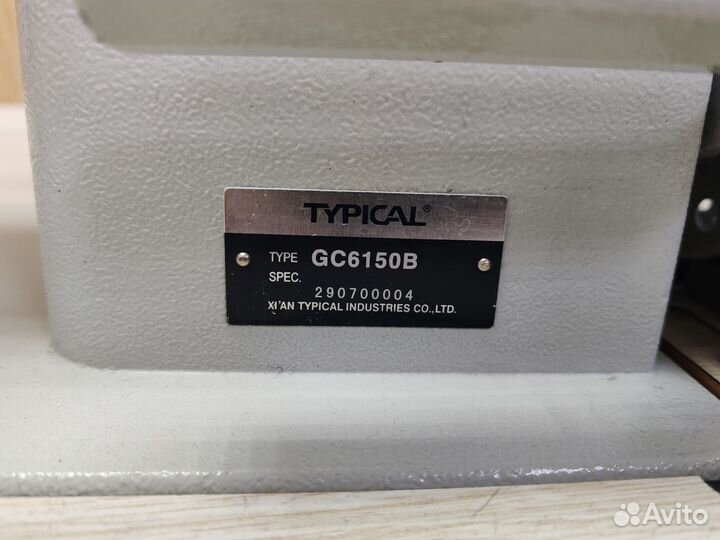 TYPICAL®
TYPE GC6150B
SPEC.
290700004
XI'AN TYPICAL INDUSTRIES CO.,LTD.
Avito